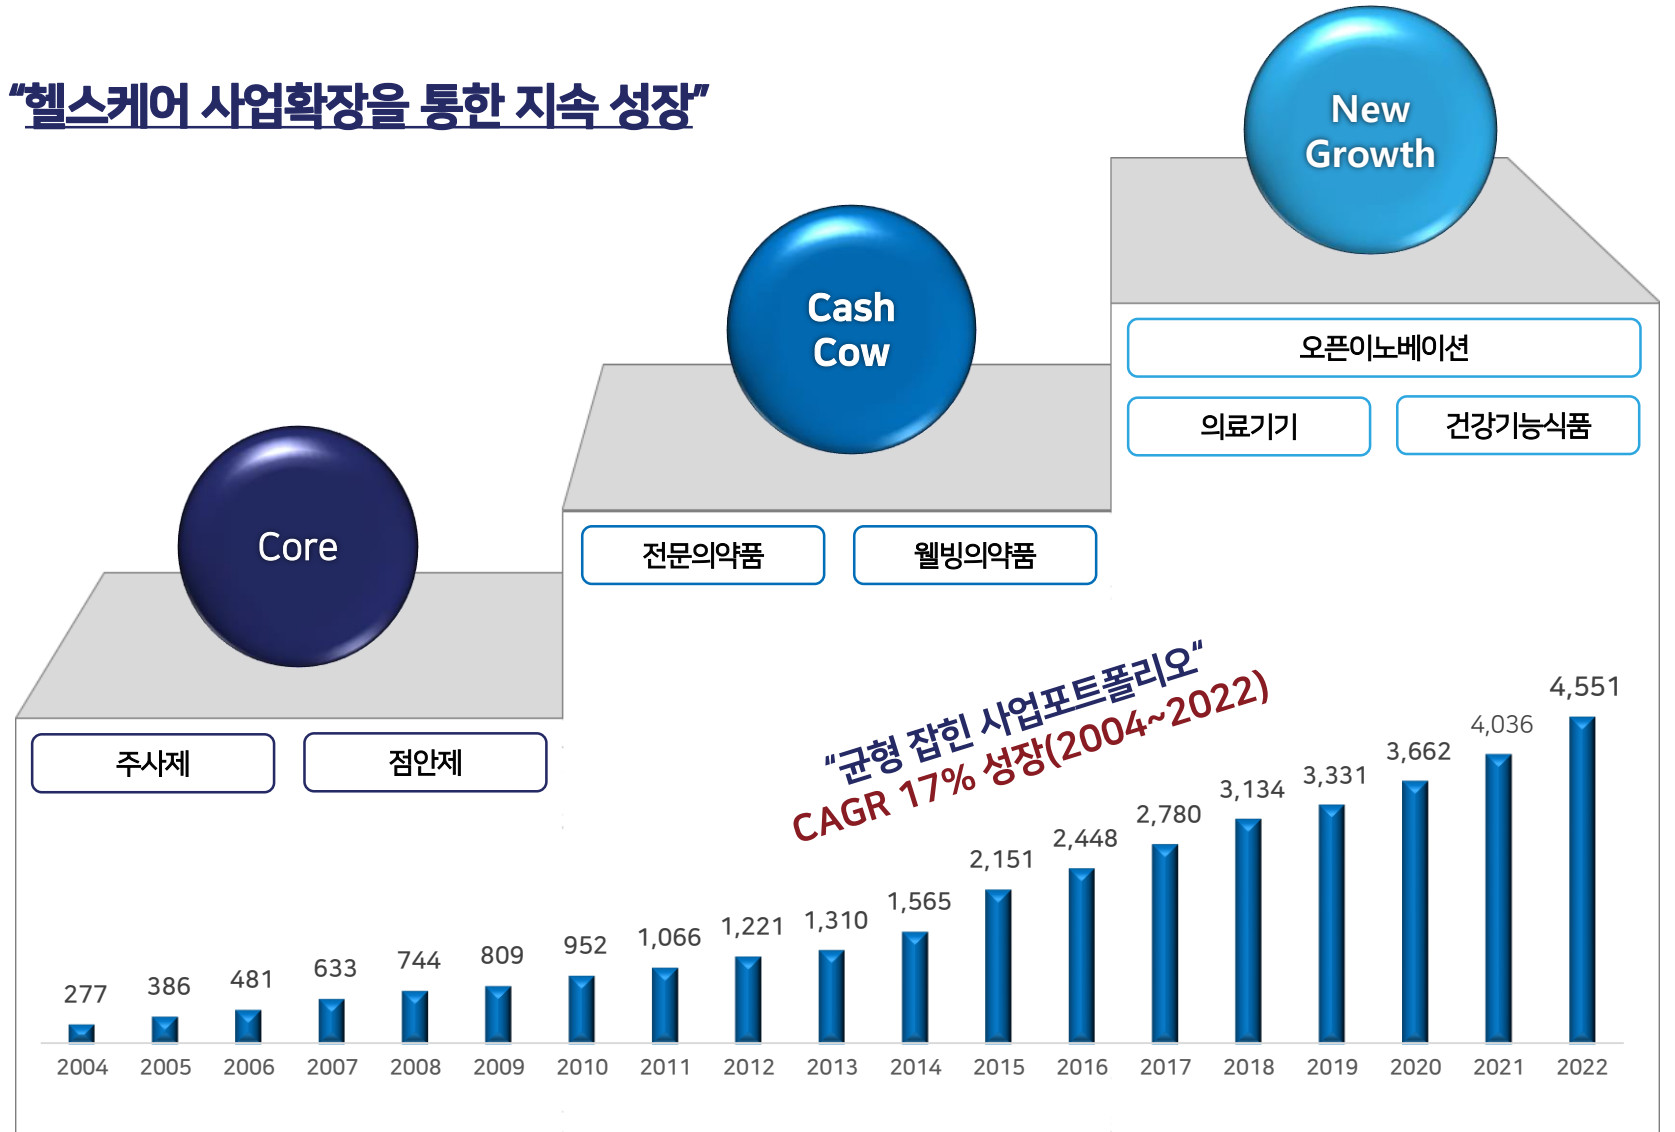 “헬스케어 사업확장을 통한 지속 성장”
New
Growth
오픈이노베이션
의료기기 건강기능식품
Cash
Cow
전문의약품 웰빙의약품
Core
주사제 점안제
“균형 잡힌 사업포트폴리오“
CAGR 17% 성장(2004~2022)
277 386 481 633 744 809 952 1,066 1,221 1,310 1,565 2,151 2,448 2,780 3,134 3,331 3,662 4,036 4,551
2004 2005 2006 2007 2008 2009 2010 2011 2012 2013 2014 2015 2016 2017 2018 2019 2020 2021 2022